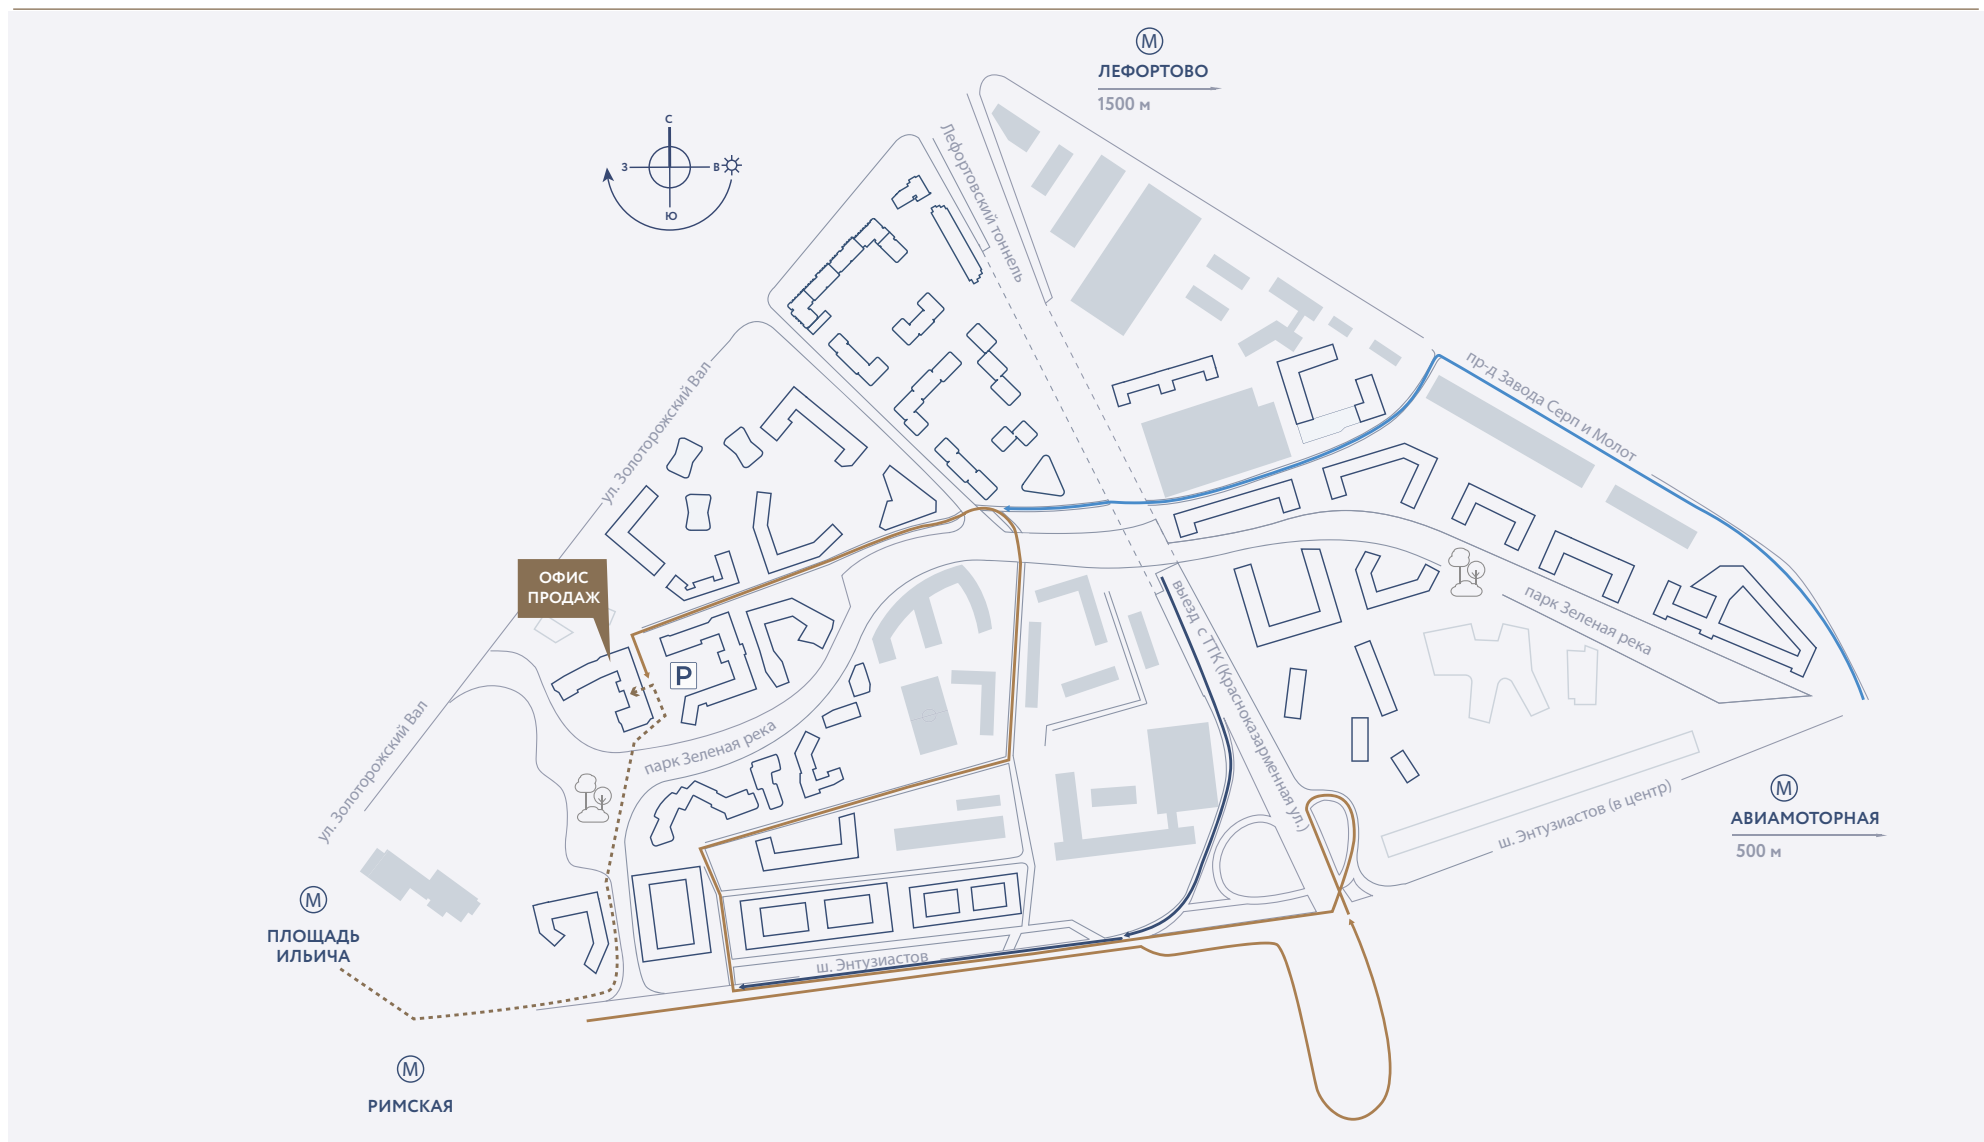 М
ЛЕФОРТОВО
1500 м
С
З
В
Ю
Лефортовский тоннель
ул. Золоторожский Вал
пр-д Завода Серп и Молот
ОФИС
ПРОДАЖ
P
выезд с ТТК (Красноказарменная ул.)
парк Зеленая река
ул. Золоторожский Вал
парк Зеленая река
ш. Энтузиастов (в центр)
М
АВИАМОТОРНАЯ
500 м
М
ПЛОЩАДЬ
ИЛЬИЧА
ш. Энтузиастов
М
РИМСКАЯ